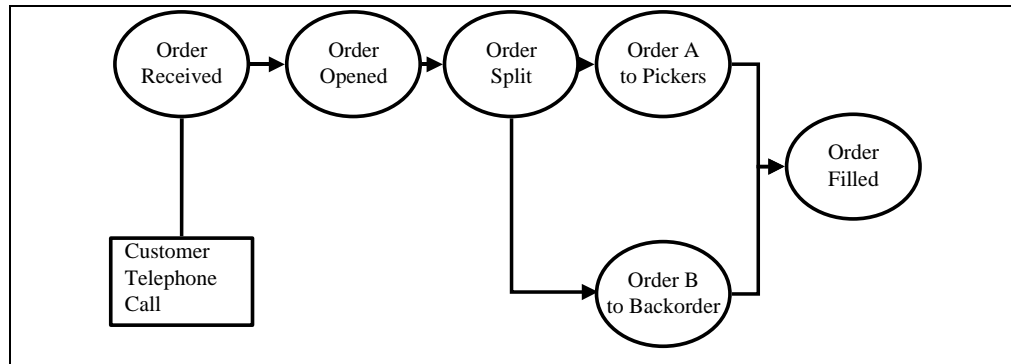 Order
Received
Order
Opened
Order
Split
Order A
to Pickers
Order
Filled
Customer
Telephone
Call
Order B
to Backorder